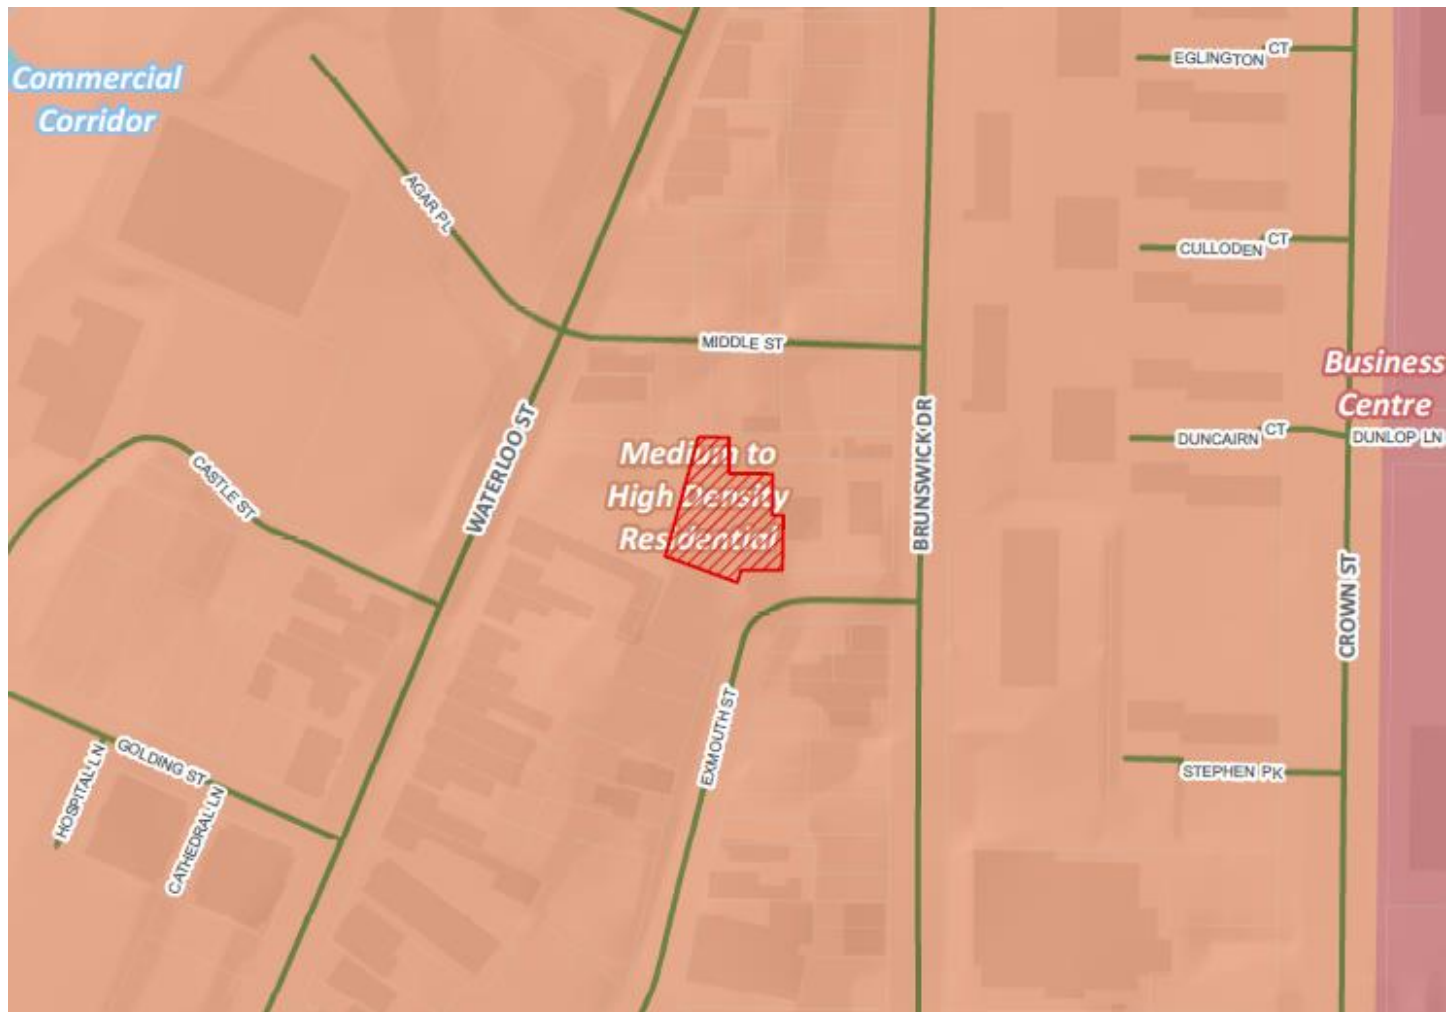 EGLINGTON CT
Commercial
Corridor
AGAR PL
CULLODEN CT
MIDDLE ST
Business
Centre
BRUNSWICK DR
WATERLOO ST
DUNCAIRN CT
DUNLOP LN
Medium to
High Density
Residential
CASTLE ST
CROWN ST
EXMOUTH ST
HOSPITAL LN
GOLDING ST
CATHEDRAL LN
STEPHEN PK